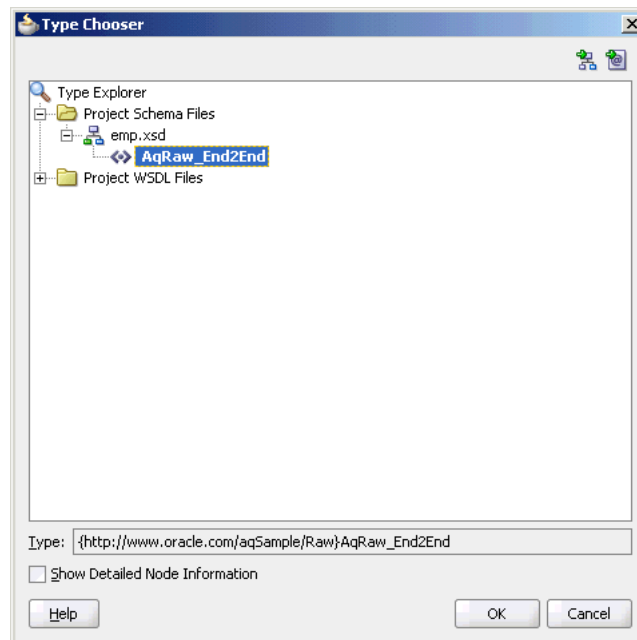 Type Chooser
Type Explorer
Project Schema Files
emp.xsd
AqRaw_End2End
Project WSDL Files
Type: {http://www.oracle.com/aqSample/Raw}AqRaw_End2End
Show Detailed Node Information
Help OK Cancel